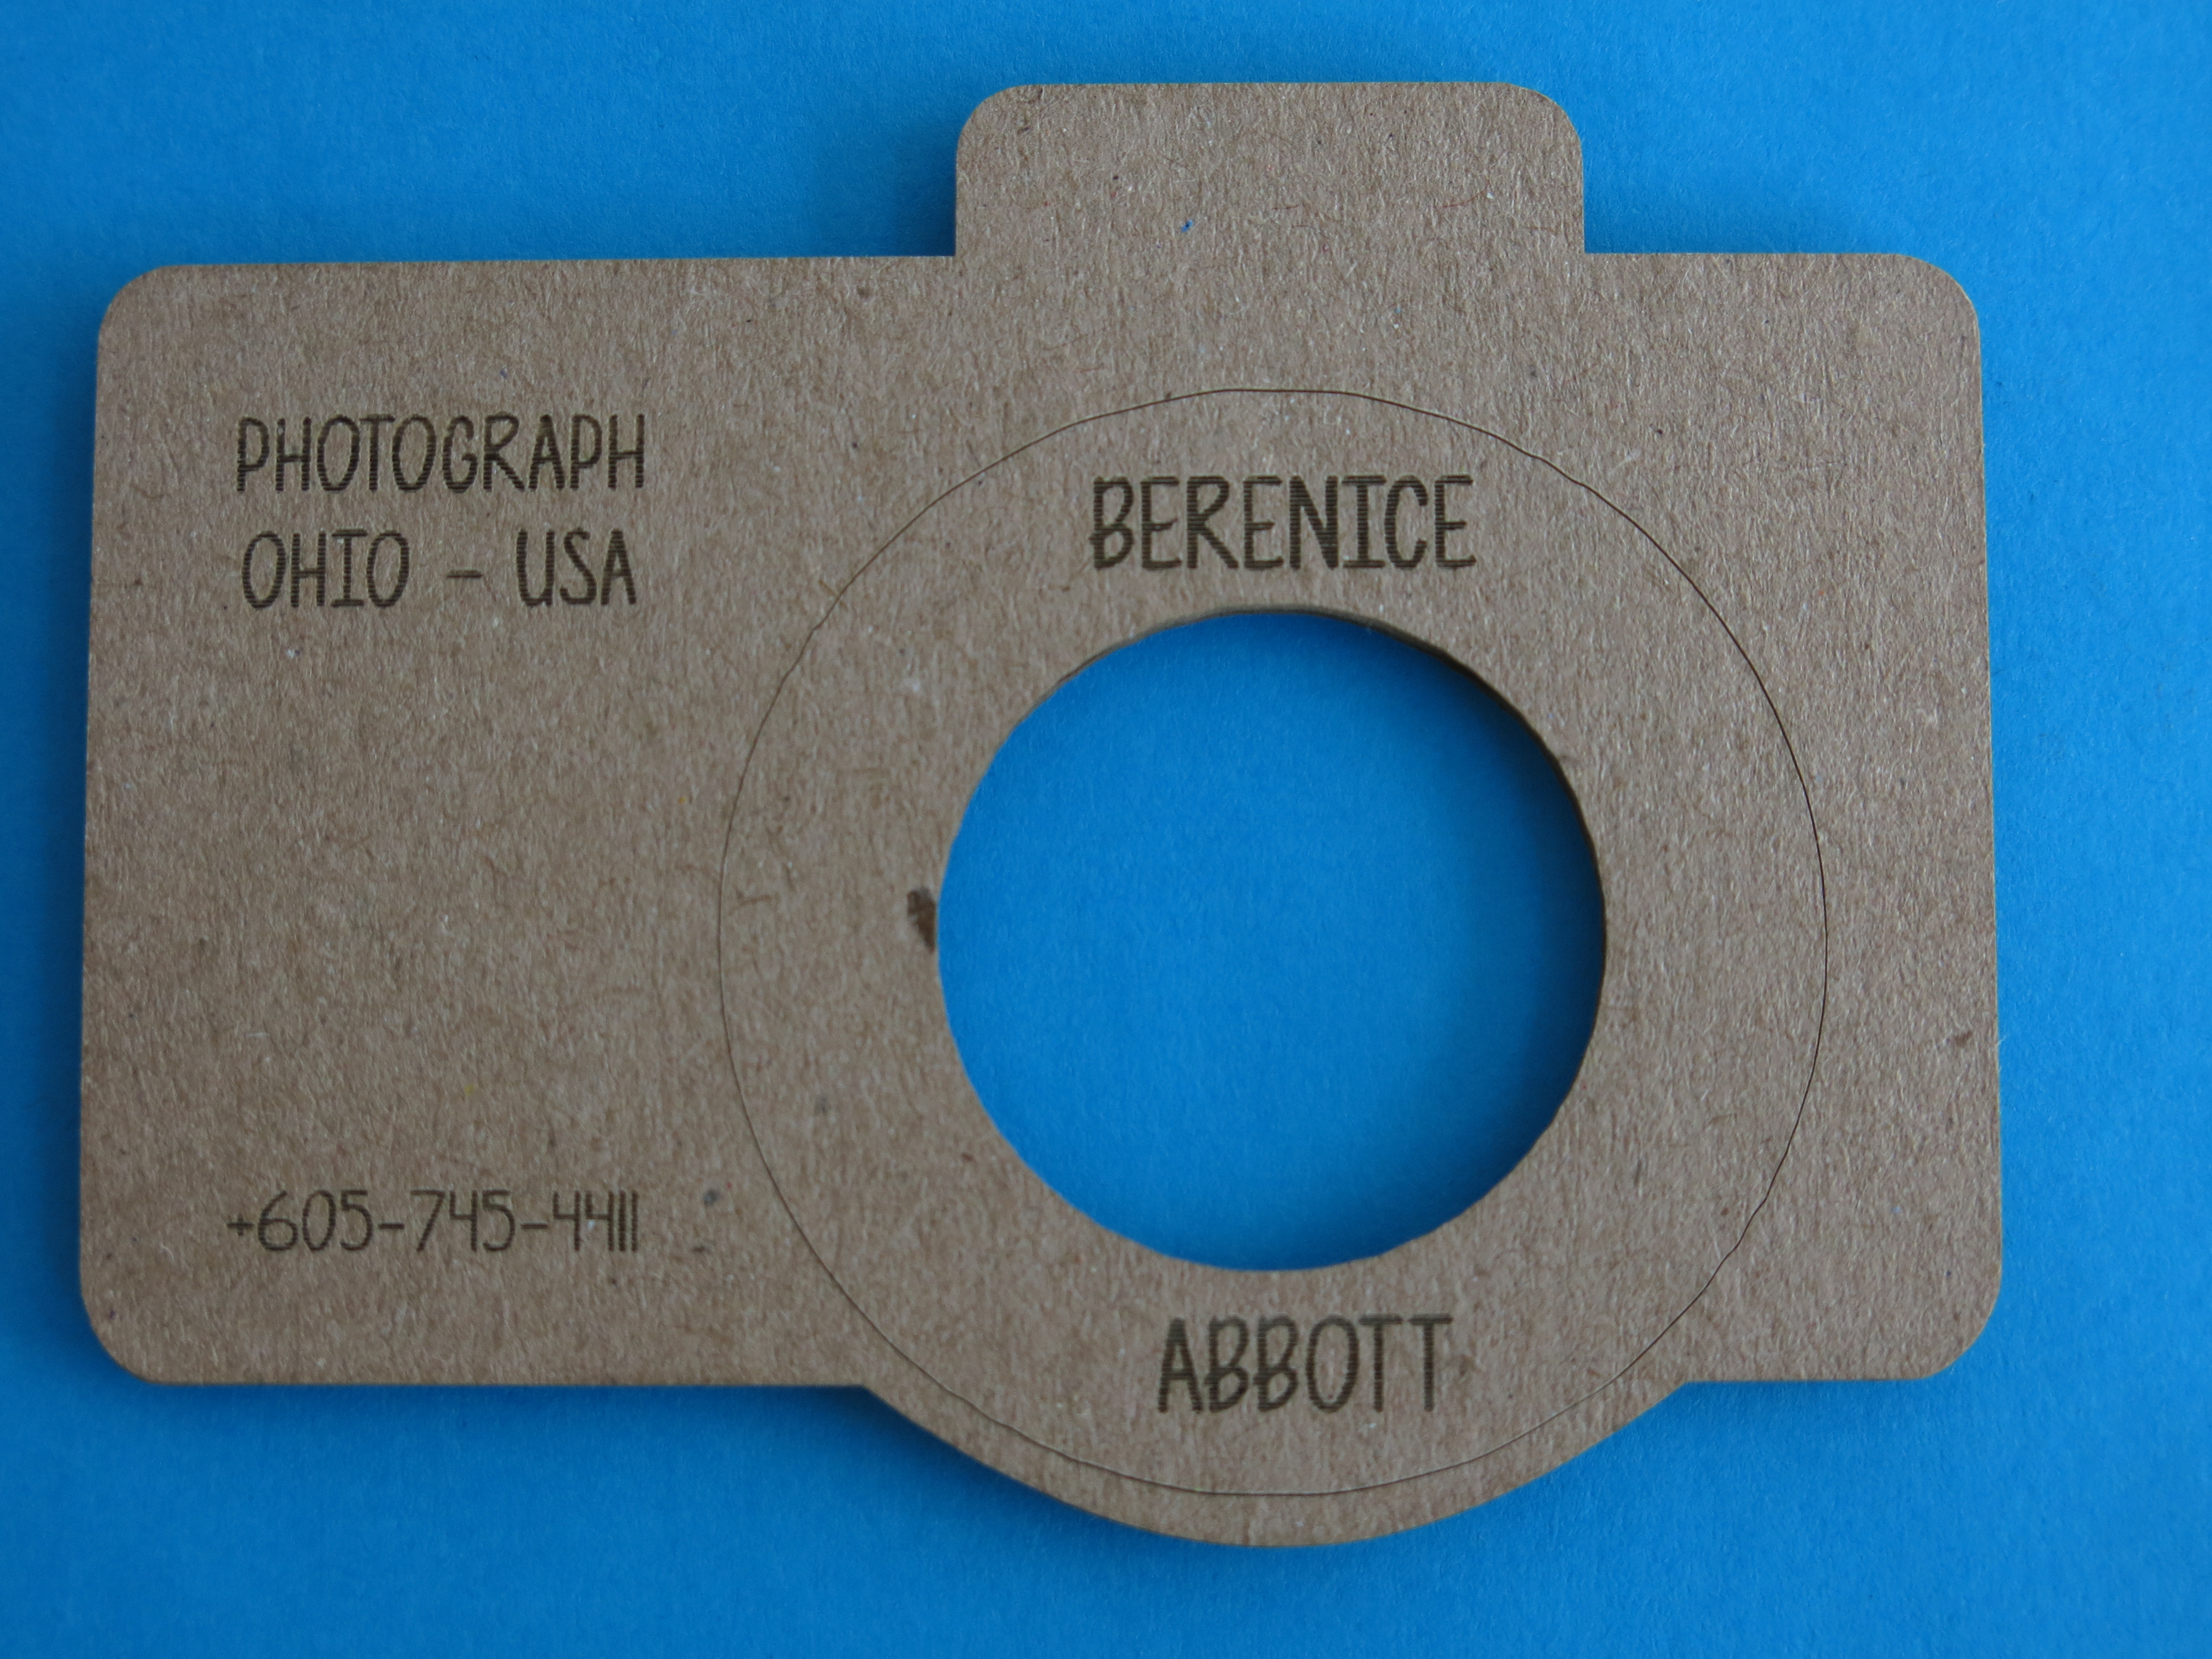 PHOTOGRAPH
OHIO - USA
+605-745-4411
BERENICE
ABBOTT